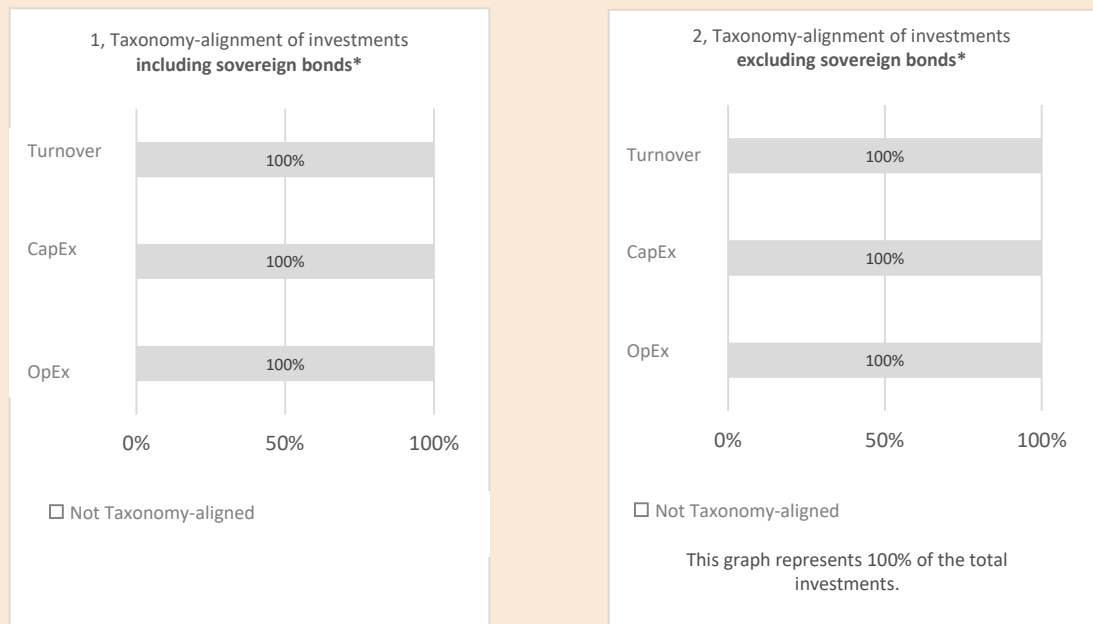 1, Taxonomy-alignment of investments
including sovereign bonds*
Turnover
100%
CapEx
100%
OpEx
100%
0%
50%
100%
Not Taxonomy-aligned
2, Taxonomy-alignment of investments
excluding sovereign bonds*
Turnover
100%
CapEx
100%
OpEx
100%
0%
50%
100%
Not Taxonomy-aligned
This graph represents 100% of the total
investments.